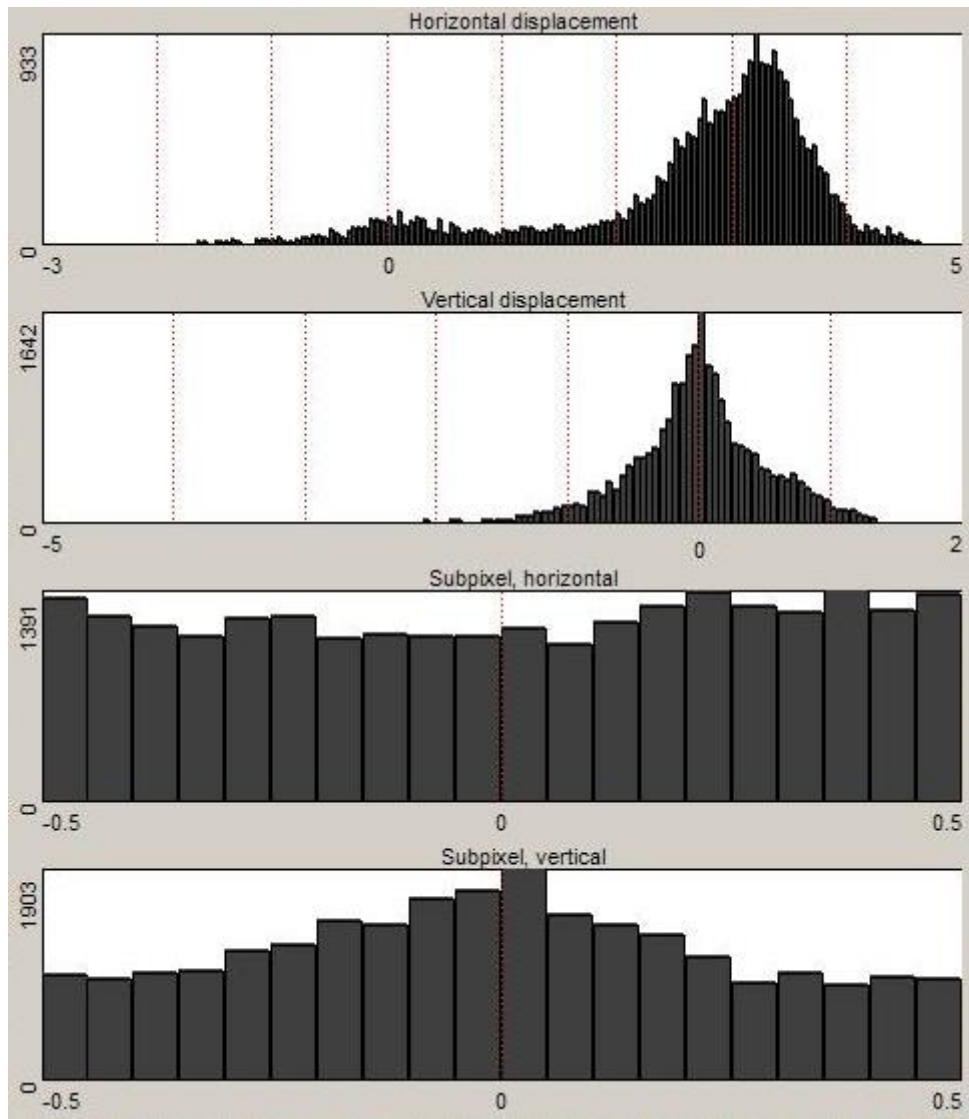 Horizontal displacement
933
0
-3 0 5
Vertical displacement
1642
0
-5 0 2
Subpixel, horizontal
1391
0
-0.5 0 0.5
Subpixel, vertical
1903
0
-0.5 0 0.5